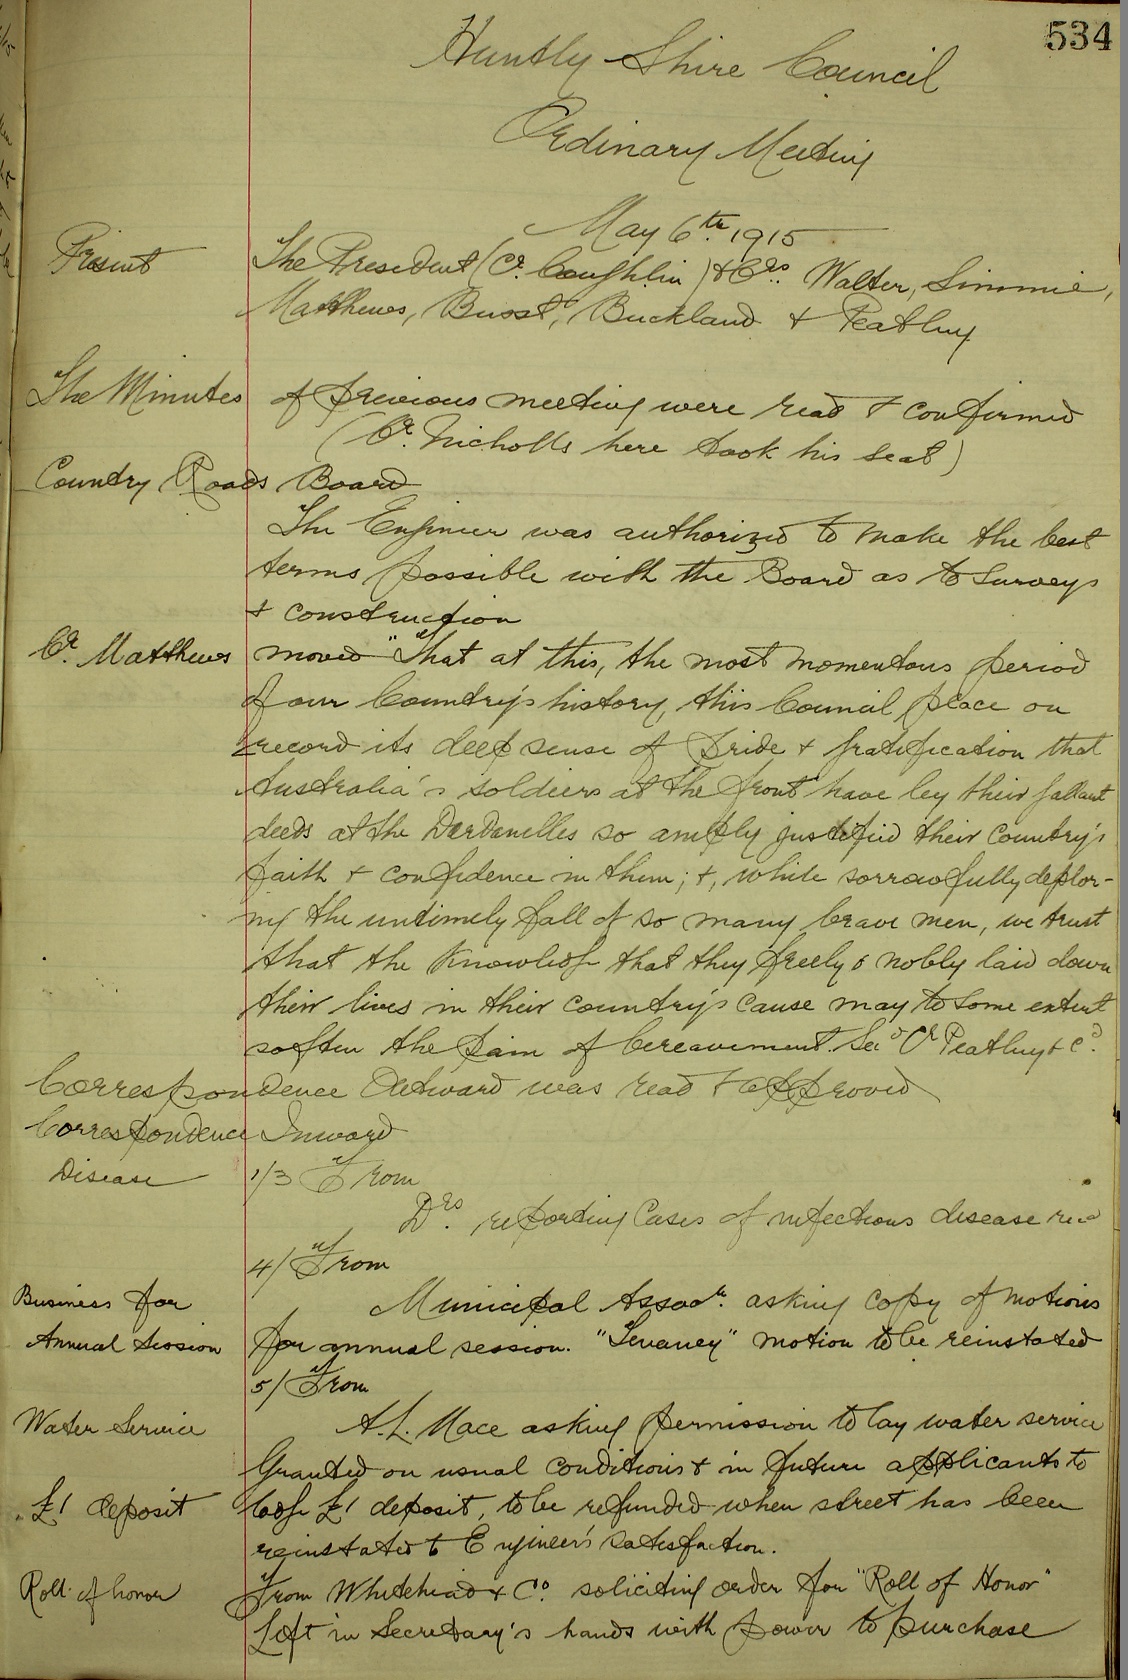 534
Huntly Shire Council
Ordinary Meeting
May 6th. 1915
Present The President (Cr. Coughlin) & Crs. Walter, Simmie,
Matthews, Busst, Buckland & Peatling
The Minutes of previous meeting were read & confirmed
(Cr. Nicholls here took his seat)
Country Roads Board
The Engineer was authorized to make the best
terms possible with the Board as to surveys
& construction
Cr. Matthews moved "That at this, the most momentous period
of our Country's history, this Council place on
record its deep sense of pride & gratification that
Australia's soldiers at the front have by their gallant
deeds at the Dardanelles so amply justified their country's
faith & confidence in them; &, while sorrowfully deplor-
ing the untimely fall of so many brave men, we trust
that the knowledge that they freely & nobly laid down
their lives in their country's cause may to some extent
soften the pain of bereavement. Secd Cr Peatling & Cd.
Correspondence Outward was read & approved
Correspondence Inward
Disease 1/3 From
Drs. reporting Cases of infectious disease recd
4/ From
Business for Municipal Assocn. asking copy of motions
Annual Session for annual session. "Sewaney" motion to be reinstated
5/ From
Water Service A. L. Mace asking permission to lay water service
Granted on usual conditions & in future applicants to
£1 deposit lodge £1 deposit, to be refunded when street has been
reinstated to Engineer's satisfaction.
Roll of honor From Whitehead & Co. soliciting order for "Roll of Honor"
Left in Secretary's hands with power to purchase